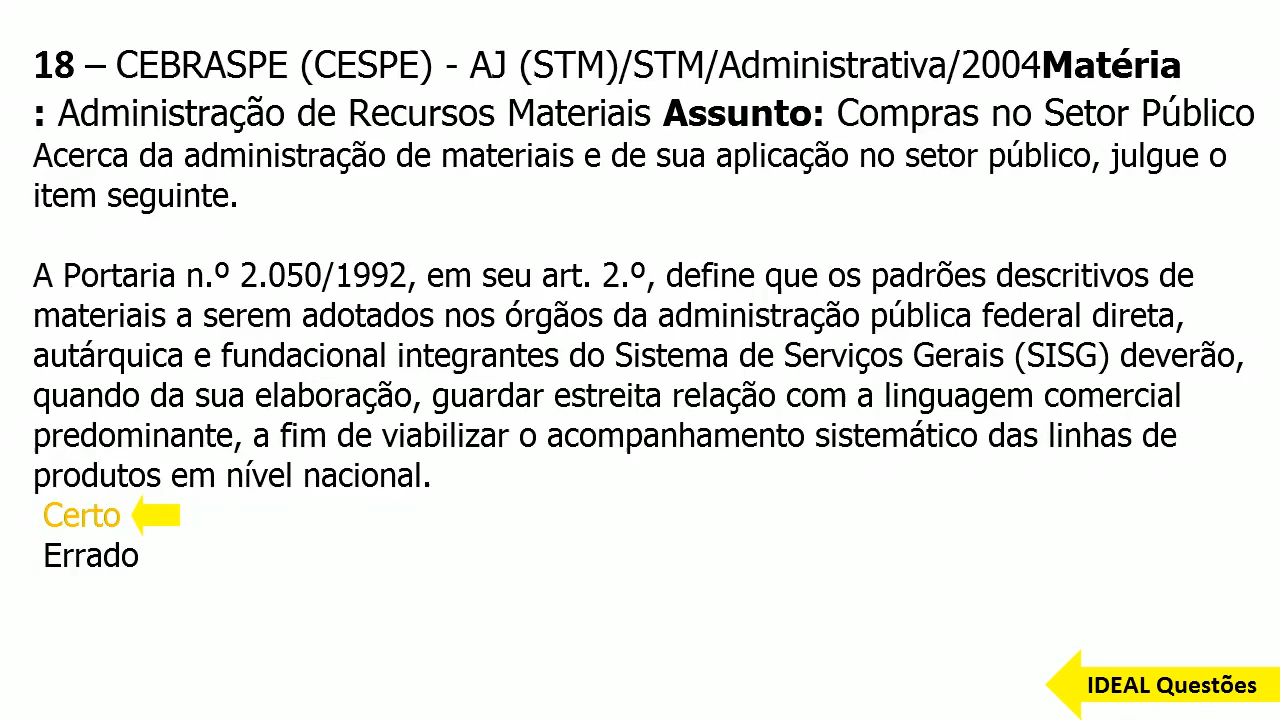 18 – CEBRASPE (CESPE) - AJ (STM)/STM/Administrativa/2004Matéria
: Administração de Recursos Materiais Assunto: Compras no Setor Público
Acerca da administração de materiais e de sua aplicação no setor público, julgue o
item seguinte.
A Portaria n.º 2.050/1992, em seu art. 2.º, define que os padrões descritivos de
materiais a serem adotados nos órgãos da administração pública federal direta,
autárquica e fundacional integrantes do Sistema de Serviços Gerais (SISG) deverão,
quando da sua elaboração, guardar estreita relação com a linguagem comercial
predominante, a fim de viabilizar o acompanhamento sistemático das linhas de
produtos em nível nacional.
Certo
Errado
IDEAL Questões